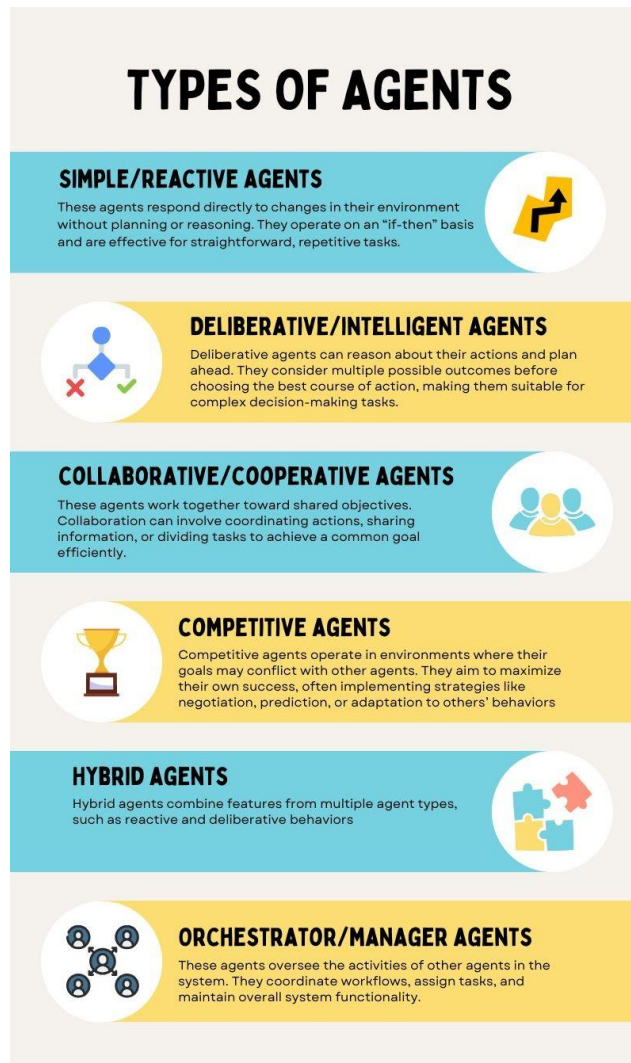 TYPES OF AGENTS
SIMPLE/REACTIVE AGENTS
These agents respond directly to changes in their environment
without planning or reasoning. They operate on an “if-then” basis
and are effective for straightforward, repetitive tasks.
DELIBERATIVE/INTELLIGENT AGENTS
Deliberative agents can reason about their actions and plan
ahead. They consider multiple possible outcomes before
choosing the best course of action, making them suitable for
complex decision-making tasks.
COLLABORATIVE/COOPERATIVE AGENTS
These agents work together toward shared objectives.
Collaboration can involve coordinating actions, sharing
information, or dividing tasks to achieve a common goal
efficiently.
COMPETITIVE AGENTS
Competitive agents operate in environments where their
goals may conflict with other agents. They aim to maximize
their own success, often implementing strategies like
negotiation, prediction, or adaptation to others’ behaviors
HYBRID AGENTS
Hybrid agents combine features from multiple agent types,
such as reactive and deliberative behaviors
ORCHESTRATOR/MANAGER AGENTS
These agents oversee the activities of other agents in the
system. They coordinate workflows, assign tasks, and
maintain overall system functionality.